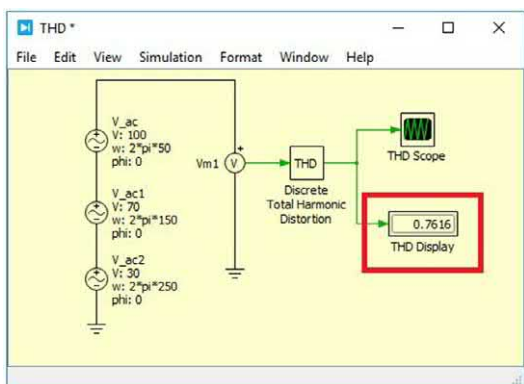 THD *
File Edit View Simulation Format Window Help
V_ac
V: 100
w: 2*pi*50
phi: 0
V_ac1
V: 70
w: 2*pi*150
phi: 0
V_ac2
V: 30
w: 2*pi*250
phi: 0
Vm1
V
THD
Discrete
Total Harmonic
Distortion
THD Scope
0.7616
THD Display